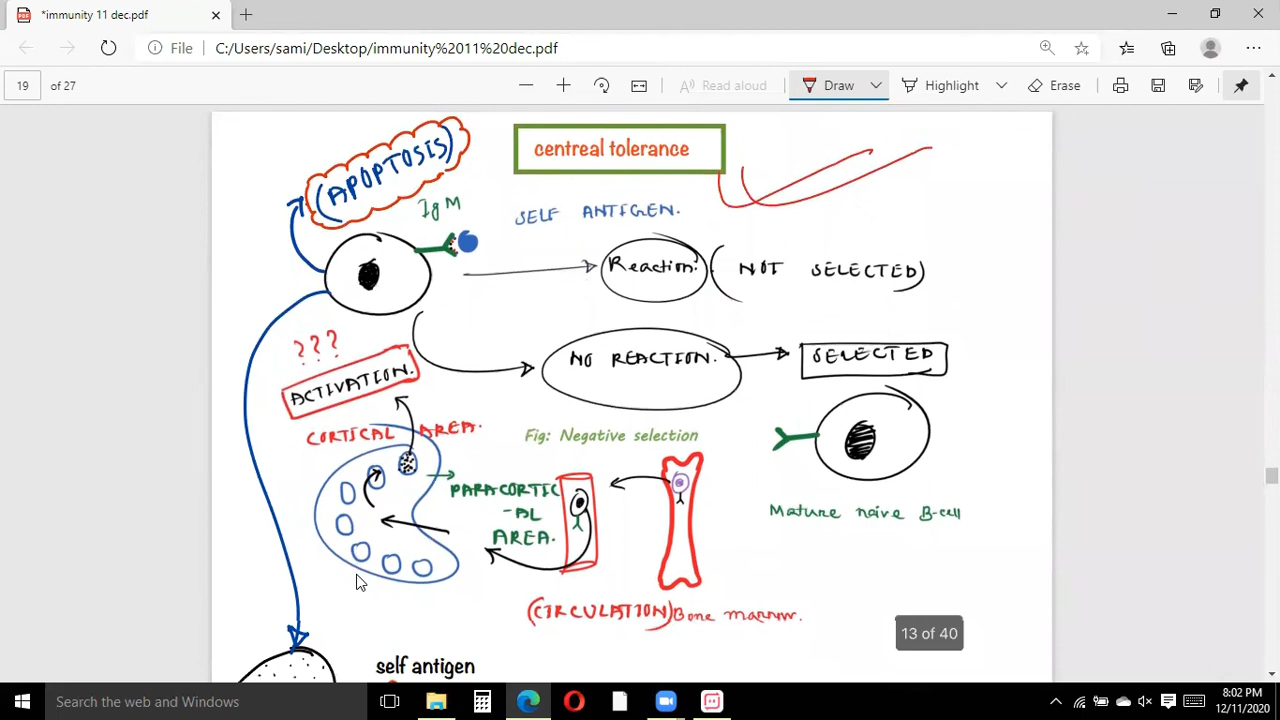 *immunity 11 dec.pdf
File C:/Users/sami/Desktop/immunity%2011%20dec.pdf
19 of 27
Read aloud
Draw
Highlight
Erase
centreal tolerance
(APOPTOSIS)
IgM
SELF ANTIGEN.
Reaction. (NOT SELECTED)
???
ACTIVATION.
NO REACTION.
SELECTED
CORTICAL AREA.
Fig: Negative selection
PARACORTIC
-AL
AREA.
Mature naive B-cell
(CIRCULATION) Bone marrow.
13 of 40
self antigen
Search the web and Windows
8:02 PM
12/11/2020